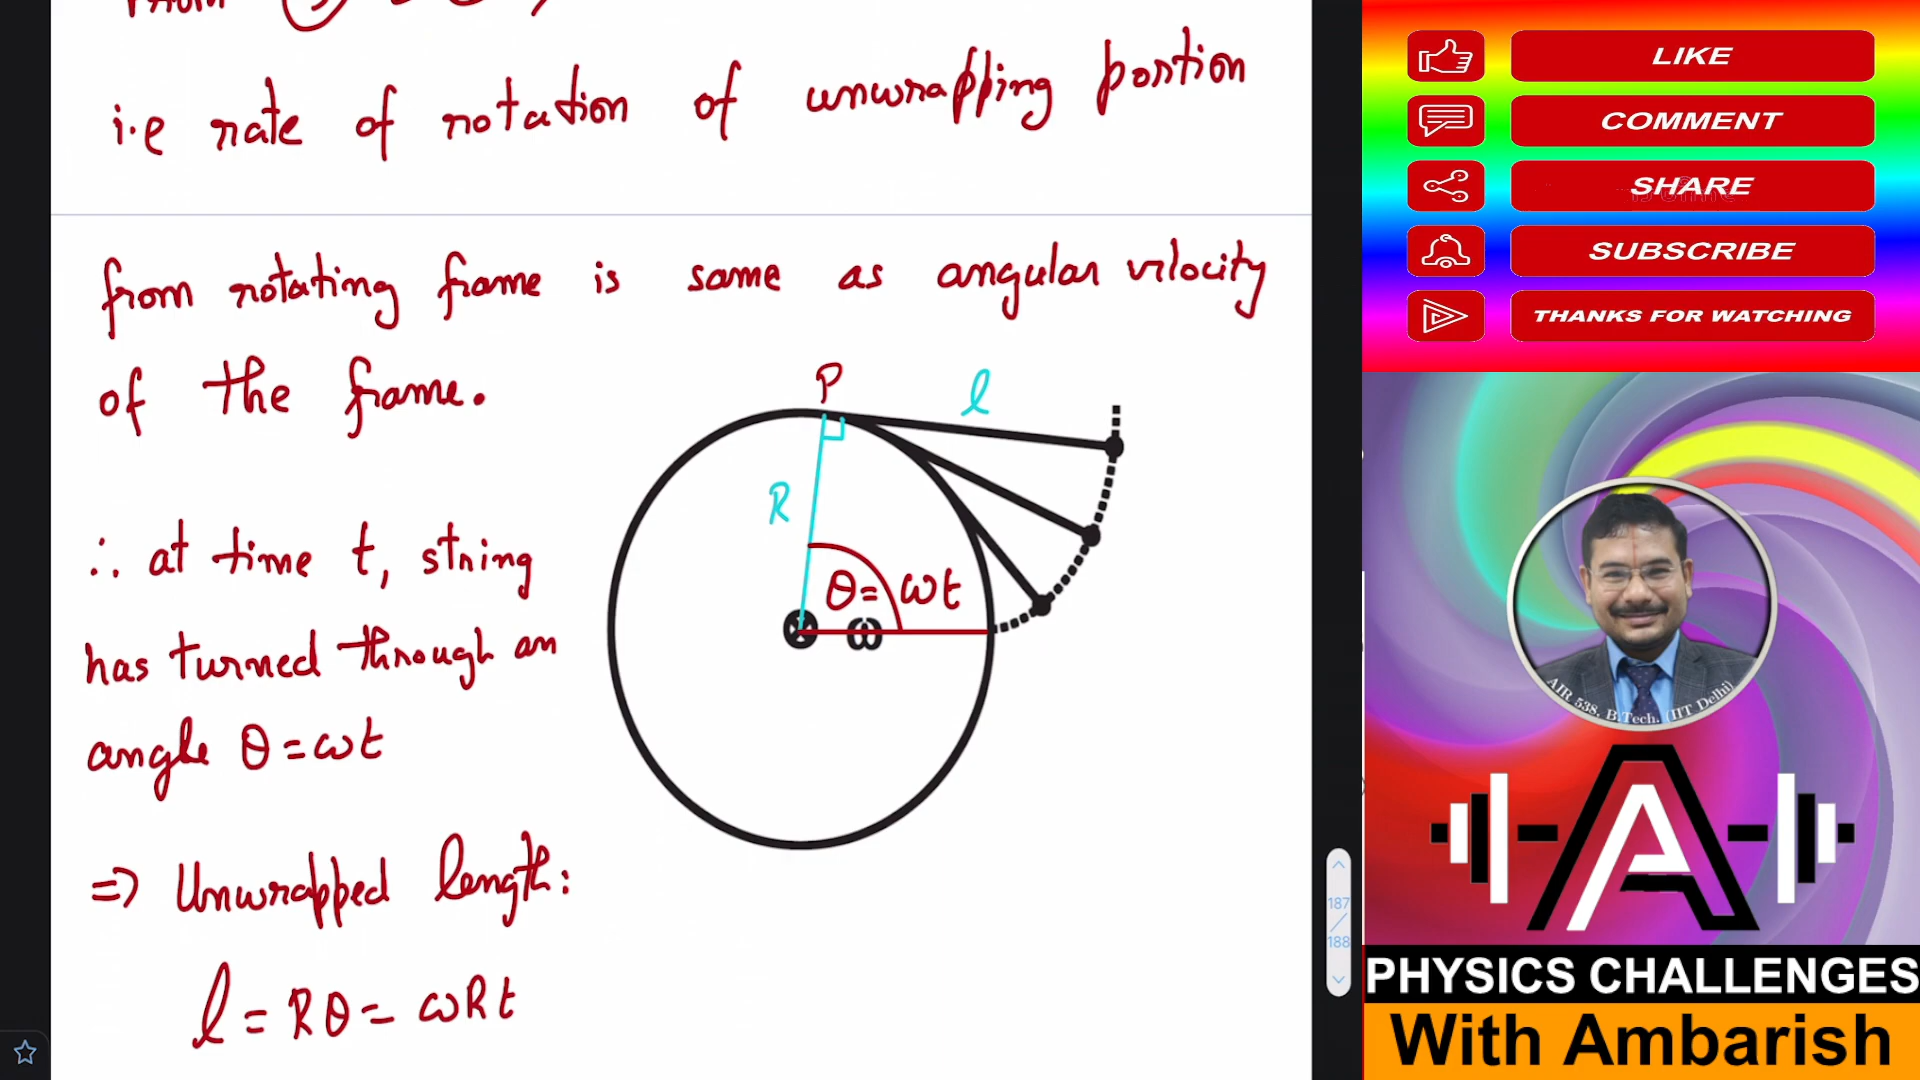 i.e rate of rotation of unwrapping portion
from rotating frame is same as angular velocity
of the frame.
P
l
R
θ = ωt
ω
∴ at time t, string
has turned through an
angle θ = ωt
⇒ Unwrapped length:
l = Rθ = ωRt
187
188
LIKE
COMMENT
SHARE
SUBSCRIBE
THANKS FOR WATCHING
AIR 538, B.Tech. (IIT Delhi)
A
PHYSICS CHALLENGES
With Ambarish